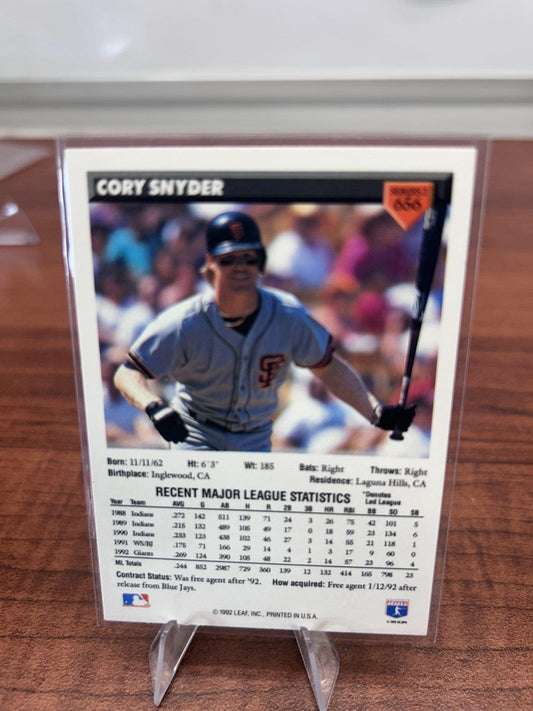 CORY SNYDER
SERIES 2
656
SF
SF
Born: 11/11/62 Ht: 6'3" Wt: 185 Bats: Right Throws: Right
Birthplace: Inglewood, CA Residence: Laguna Hills, CA
RECENT MAJOR LEAGUE STATISTICS *Denotes Led League
Year Team AVG G AB H R 2B 3B HR RBI BB SO SB
1988 Indians .272 142 511 139 71 24 3 26 75 42 101 5
1989 Indians .215 132 489 105 49 17 0 18 59 23 134 6
1990 Indians .233 123 438 102 46 27 3 14 55 21 118 1
1991 WS/BJ .175 71 166 29 14 4 1 3 17 9 60 0
1992 Giants .269 124 390 105 48 22 2 14 57 23 96 4
ML Totals .244 852 2987 729 360 139 12 132 414 165 798 23
Contract Status: Was free agent after '92. How acquired: Free agent 1/12/92 after
release from Blue Jays.
© 1992 LEAF, INC., PRINTED IN U.S.A.